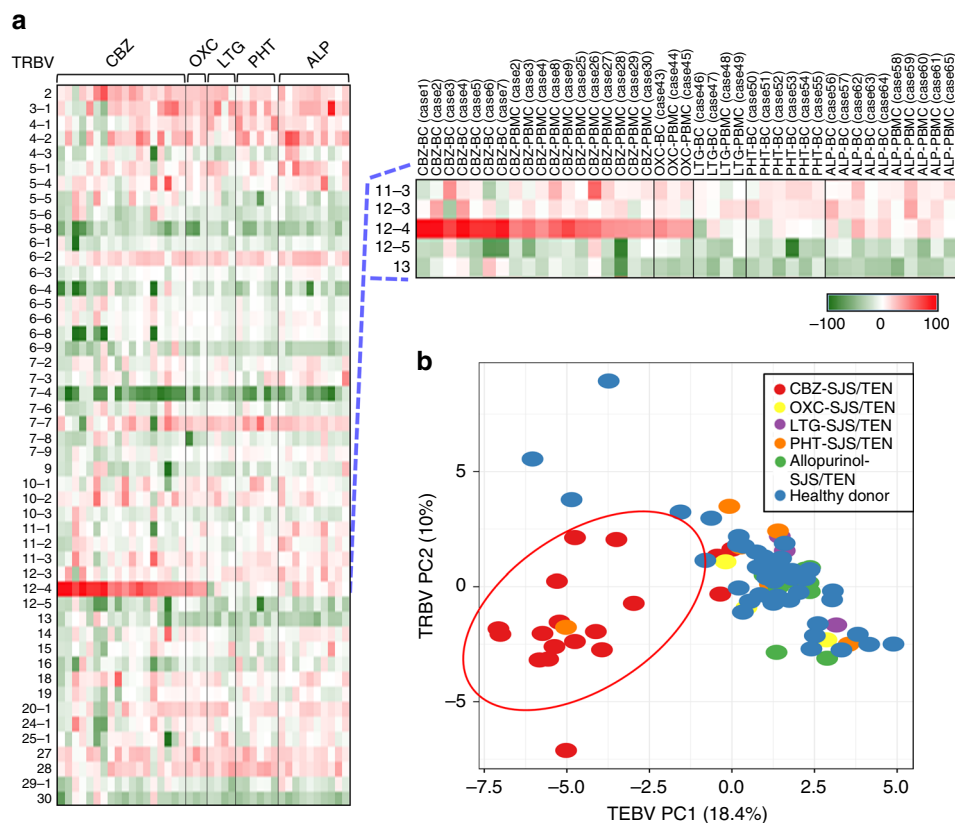 a
TRBV
CBZ
OXC
LTG
PHT
ALP
2
3–1
4–1
4–2
4–3
5–1
5–4
5–5
5–6
5–8
6–1
6–2
6–3
6–4
6–5
6–6
6–8
6–9
7–2
7–3
7–4
7–6
7–7
7–8
7–9
9
10–1
10–2
10–3
11–1
11–2
11–3
12–3
12–4
12–5
13
14
15
16
18
19
20–1
24–1
25–1
27
28
29–1
30
CBZ-BC (case1)
CBZ-BC (case2)
CBZ-BC (case3)
CBZ-BC (case4)
CBZ-BC (case5)
CBZ-BC (case6)
CBZ-BC (case7)
CBZ-PBMC (case2)
CBZ-PBMC (case3)
CBZ-PBMC (case4)
CBZ-PBMC (case8)
CBZ-PBMC (case9)
CBZ-PBMC (case25)
CBZ-PBMC (case26)
CBZ-PBMC (case27)
CBZ-PBMC (case28)
CBZ-PBMC (case29)
CBZ-PBMC (case30)
OXC-BC (case43)
OXC-PBMC (case44)
OXC-PBMC (case45)
LTG-BC (case46)
LTG-BC (case47)
LTG-PBMC (case48)
LTG-PBMC (case49)
PHT-BC (case50)
PHT-BC (case51)
PHT-BC (case52)
PHT-BC (case53)
PHT-BC (case54)
PHT-BC (case55)
ALP-BC (case56)
ALP-BC (case57)
ALP-BC (case62)
ALP-BC (case63)
ALP-BC (case64)
ALP-PBMC (case58)
ALP-PBMC (case59)
ALP-PBMC (case60)
ALP-PBMC (case61)
ALP-PBMC (case65)
11–3
12–3
12–4
12–5
13
−100
0
100
b
CBZ-SJS/TEN
OXC-SJS/TEN
LTG-SJS/TEN
PHT-SJS/TEN
Allopurinol-
SJS/TEN
Healthy donor
TRBV PC2 (10%)
5
0
−5
−7.5
−5.0
−2.5
0.0
2.5
5.0
TEBV PC1 (18.4%)